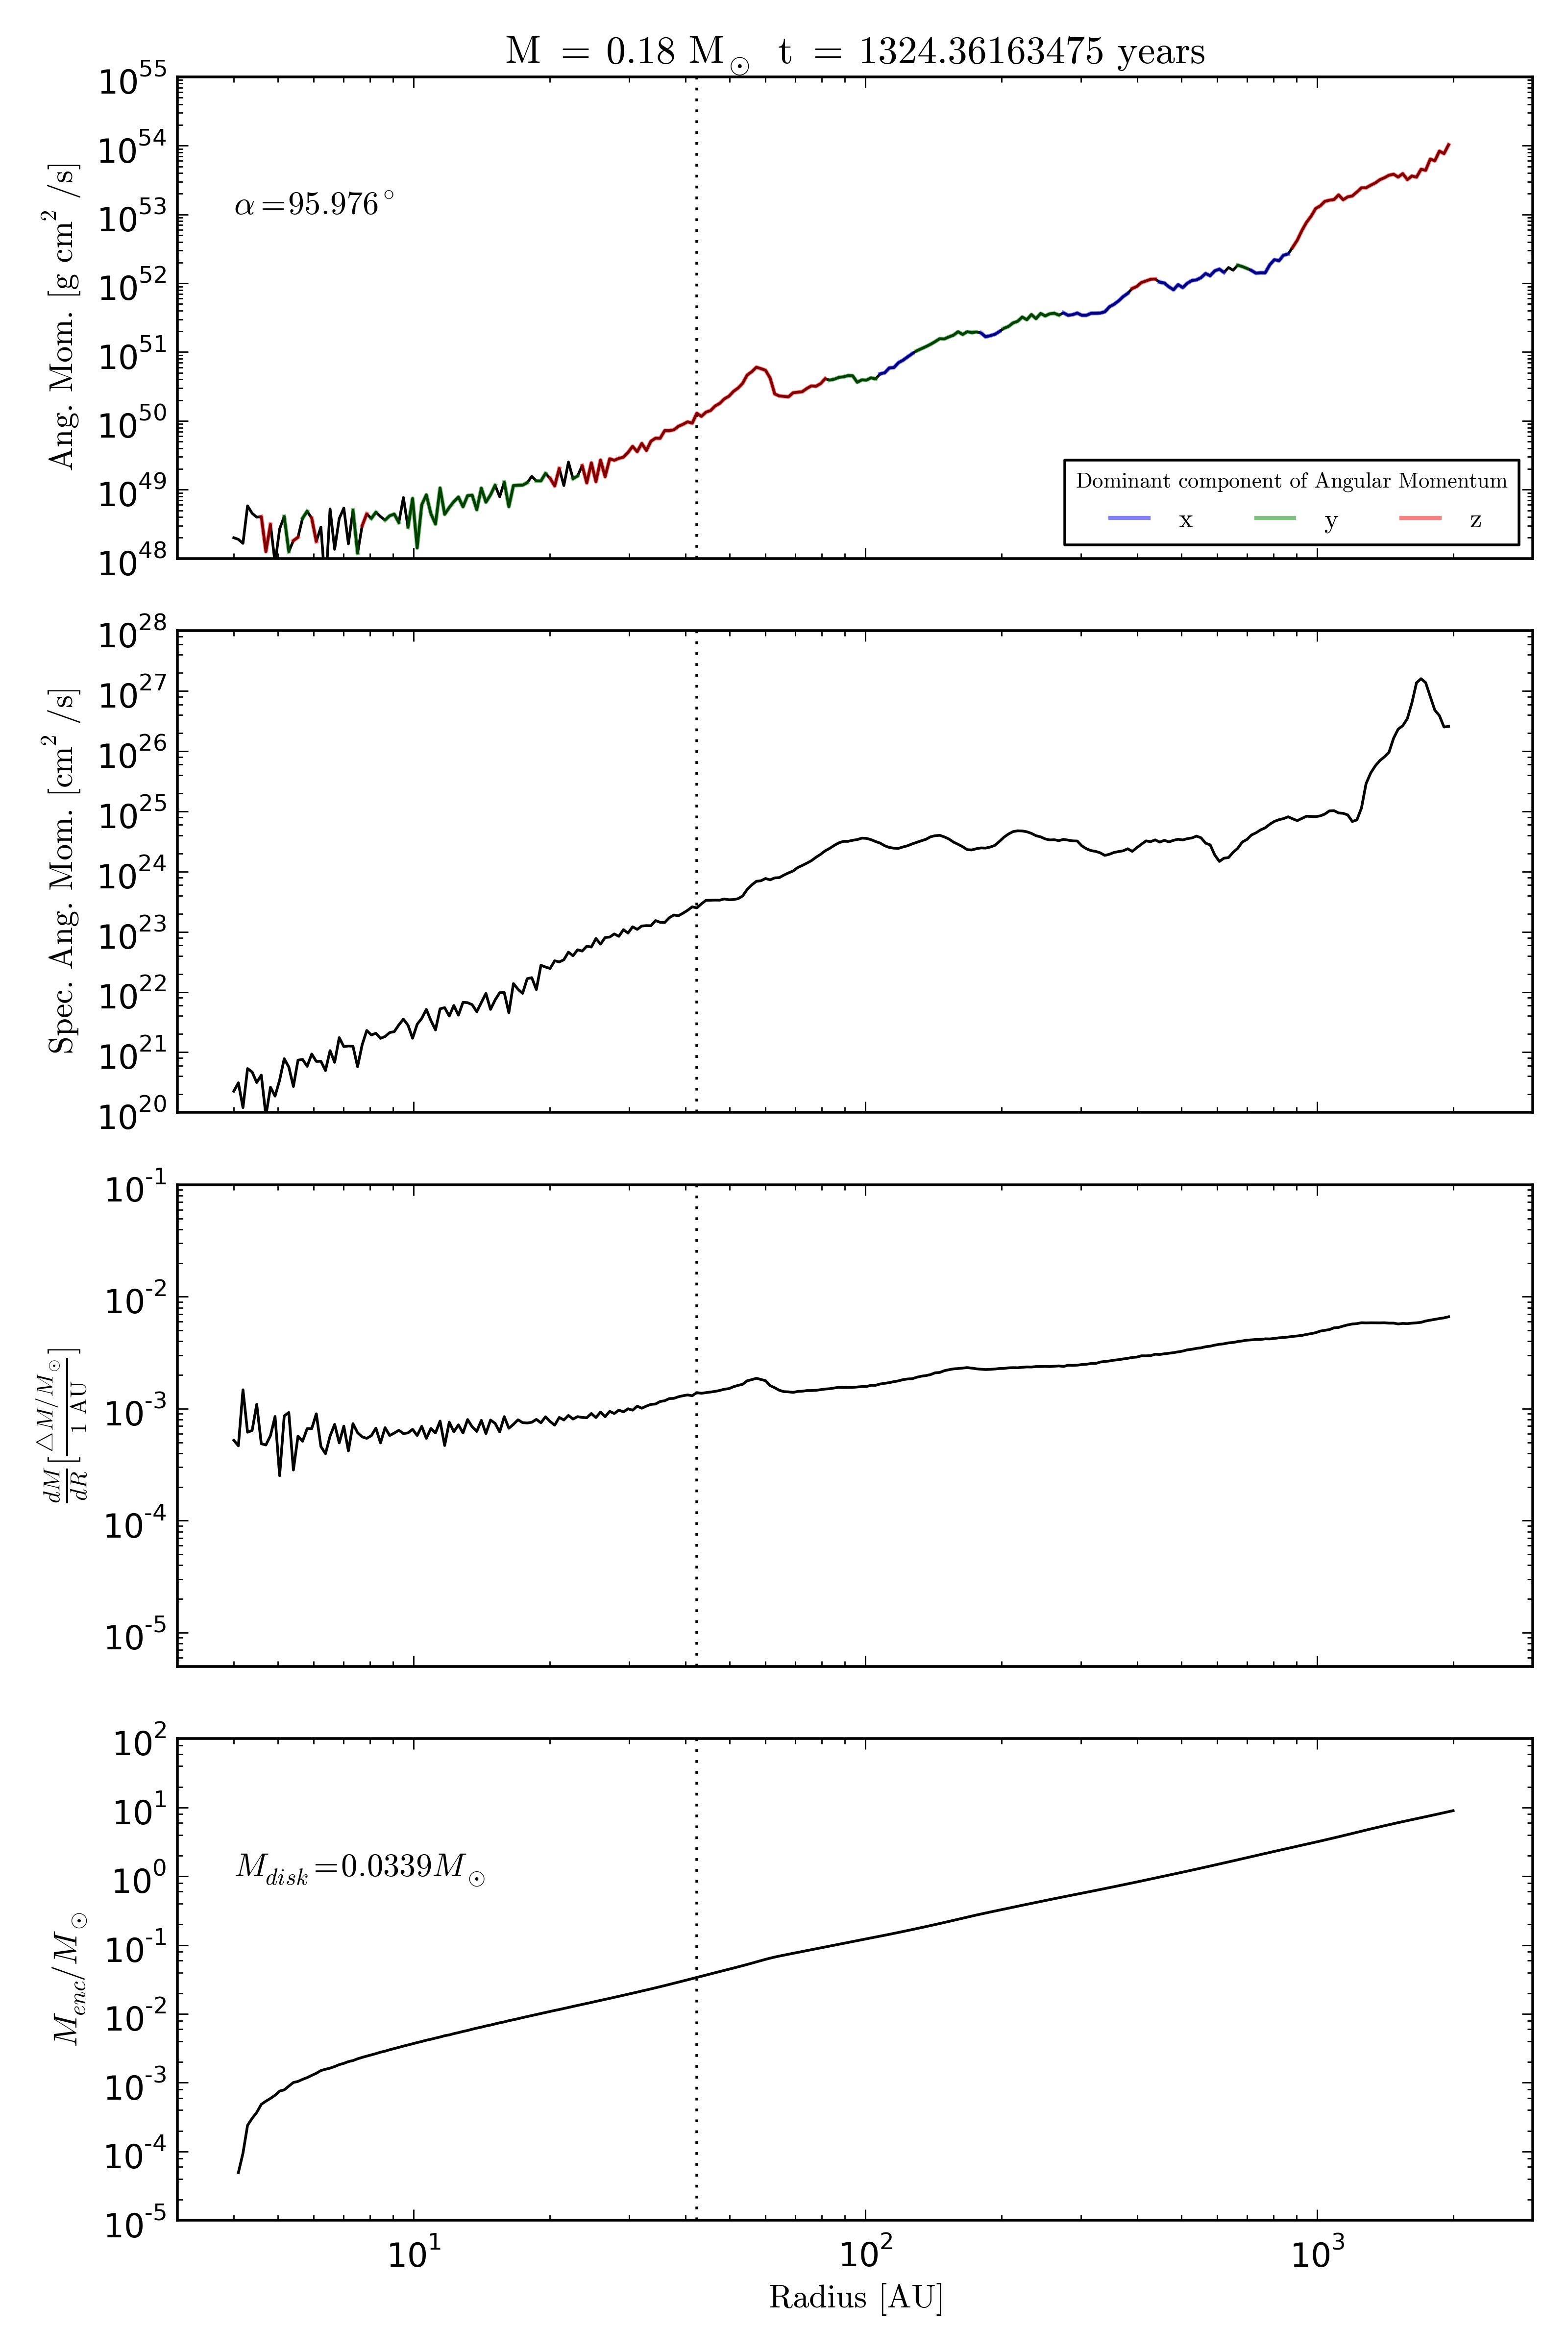 M = 0.18 M⊙ t = 1324.36163475 years
10^55
10^54
10^53
10^52
10^51
10^50
10^49
10^48
Ang. Mom. [g cm^2 /s]
α=95.976°
Dominant component of Angular Momentum
x y z
10^28
10^27
10^26
10^25
10^24
10^23
10^22
10^21
10^20
Spec. Ang. Mom. [cm^2 /s]
10^-1
10^-2
10^-3
10^-4
10^-5
dM/dR [△M/M⊙ / 1 AU]
10^2
10^1
10^0
10^-1
10^-2
10^-3
10^-4
10^-5
M_enc/M⊙
M_disk=0.0339M⊙
10^1 10^2 10^3
Radius [AU]